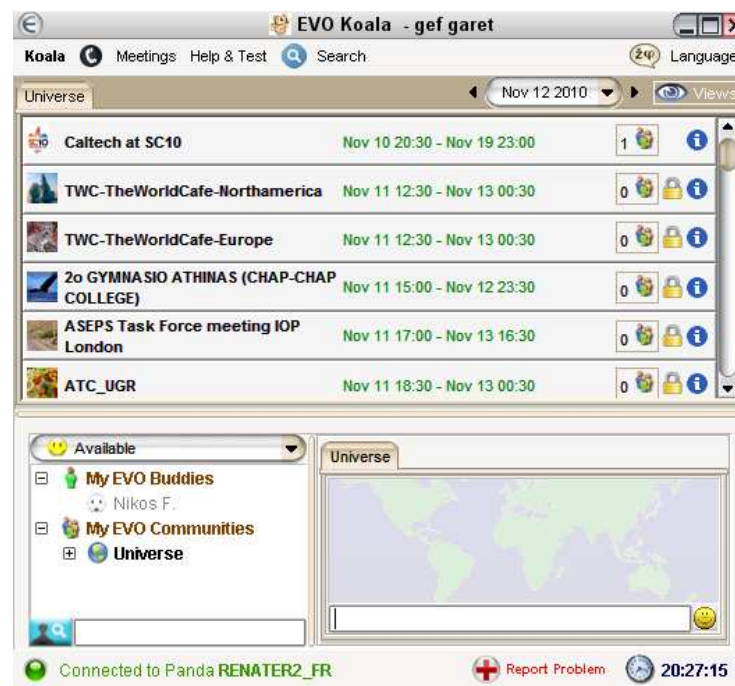 EVO Koala - gef garet
Koala Meetings Help & Test Search Language
Universe Nov 12 2010 Views
Caltech at SC10 Nov 10 20:30 - Nov 19 23:00 1
TWC-TheWorldCafe-Northamerica Nov 11 12:30 - Nov 13 00:30 0
TWC-TheWorldCafe-Europe Nov 11 12:30 - Nov 13 00:30 0
2o GYMNASIO ATHINAS (CHAP-CHAP
COLLEGE) Nov 11 15:00 - Nov 12 23:30 0
ASEPS Task Force meeting IOP
London Nov 11 17:00 - Nov 13 16:30 0
ATC_UGR Nov 11 18:30 - Nov 13 00:30 0
Available
Universe
My EVO Buddies
Nikos F.
My EVO Communities
Universe
Connected to Panda RENATER2_FR Report Problem 20:27:15